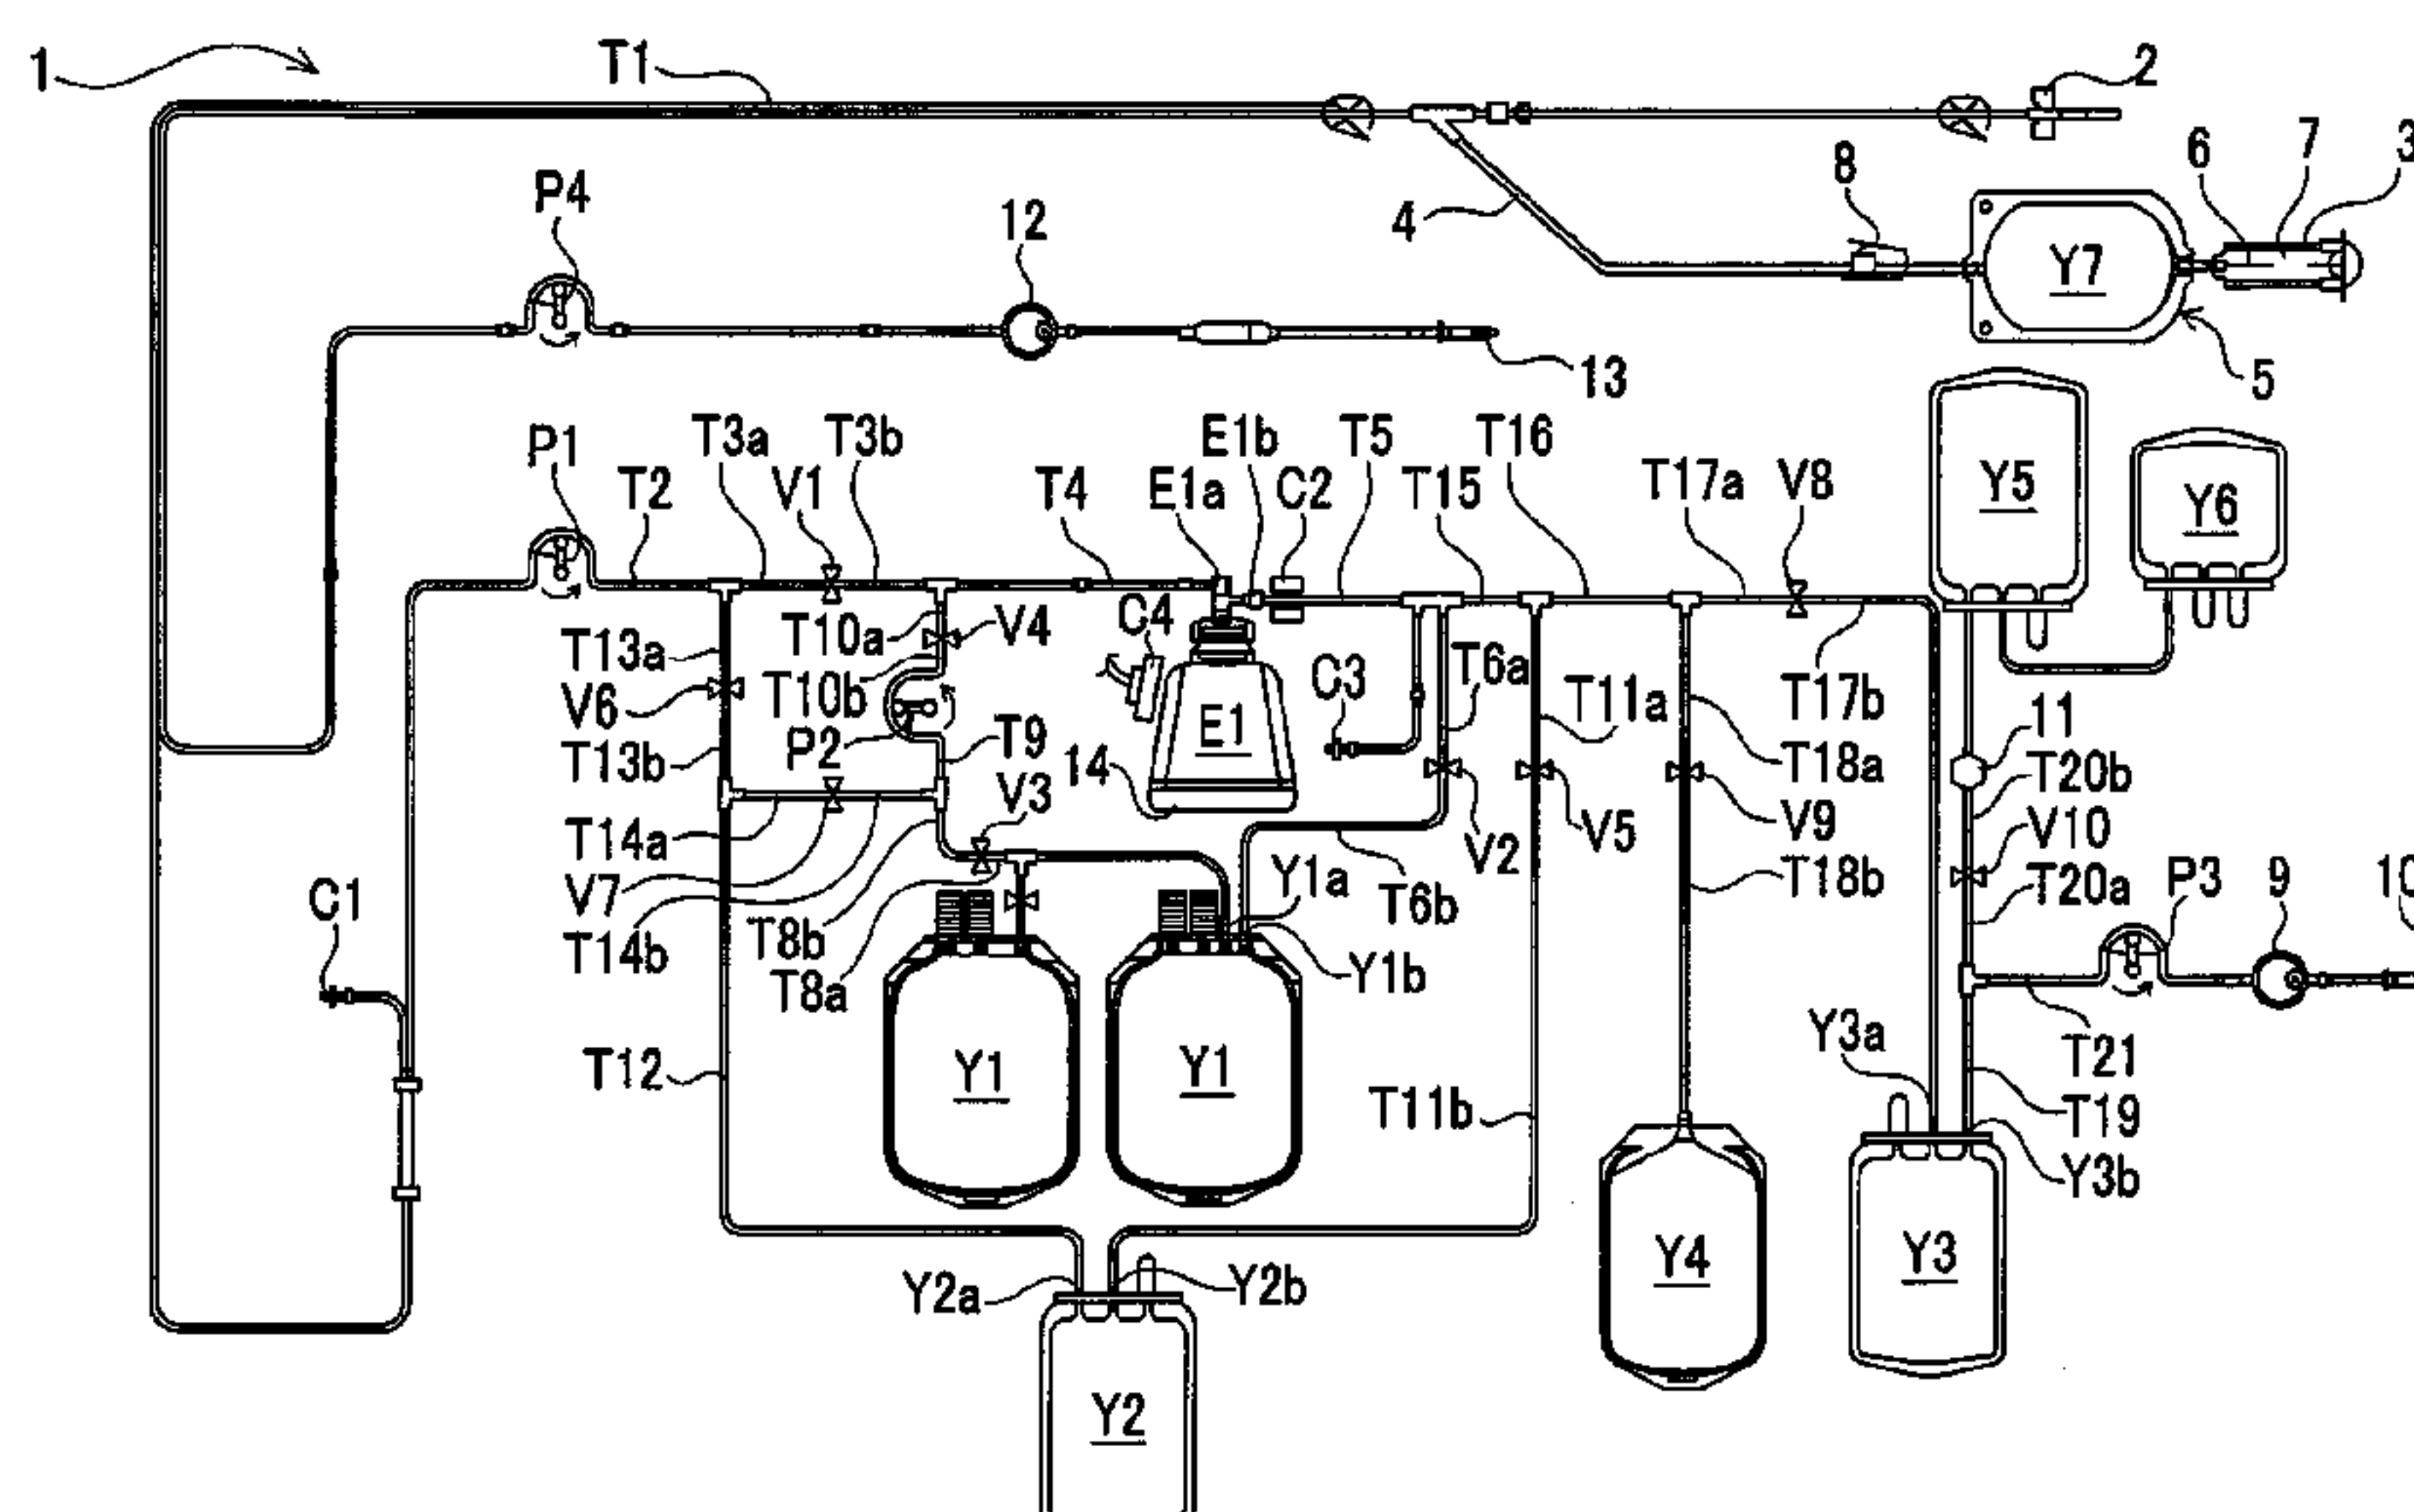 1
T1
2
3
6
7
8
P4
12
4
Y7
13
5
P1
T3a
T3b
E1b
T5
T16
T2
V1
T4
E1a
C2
T15
T17a
V8
Y5
Y6
T13a
T10a
V4
C4
C3
T6a
V6
T10b
T11a
T17b
11
T13b
P2
T9
E1
14
T18a
T20b
T14a
V3
V2
V5
V9
V10
V7
Y1a
T6b
T18b
T20a
P3
9
10
C1
T14b
T8b
T8a
Y1b
Y3a
T21
T12
Y1
Y1
T11b
T19
Y3b
Y2a
Y2b
Y4
Y3
Y2